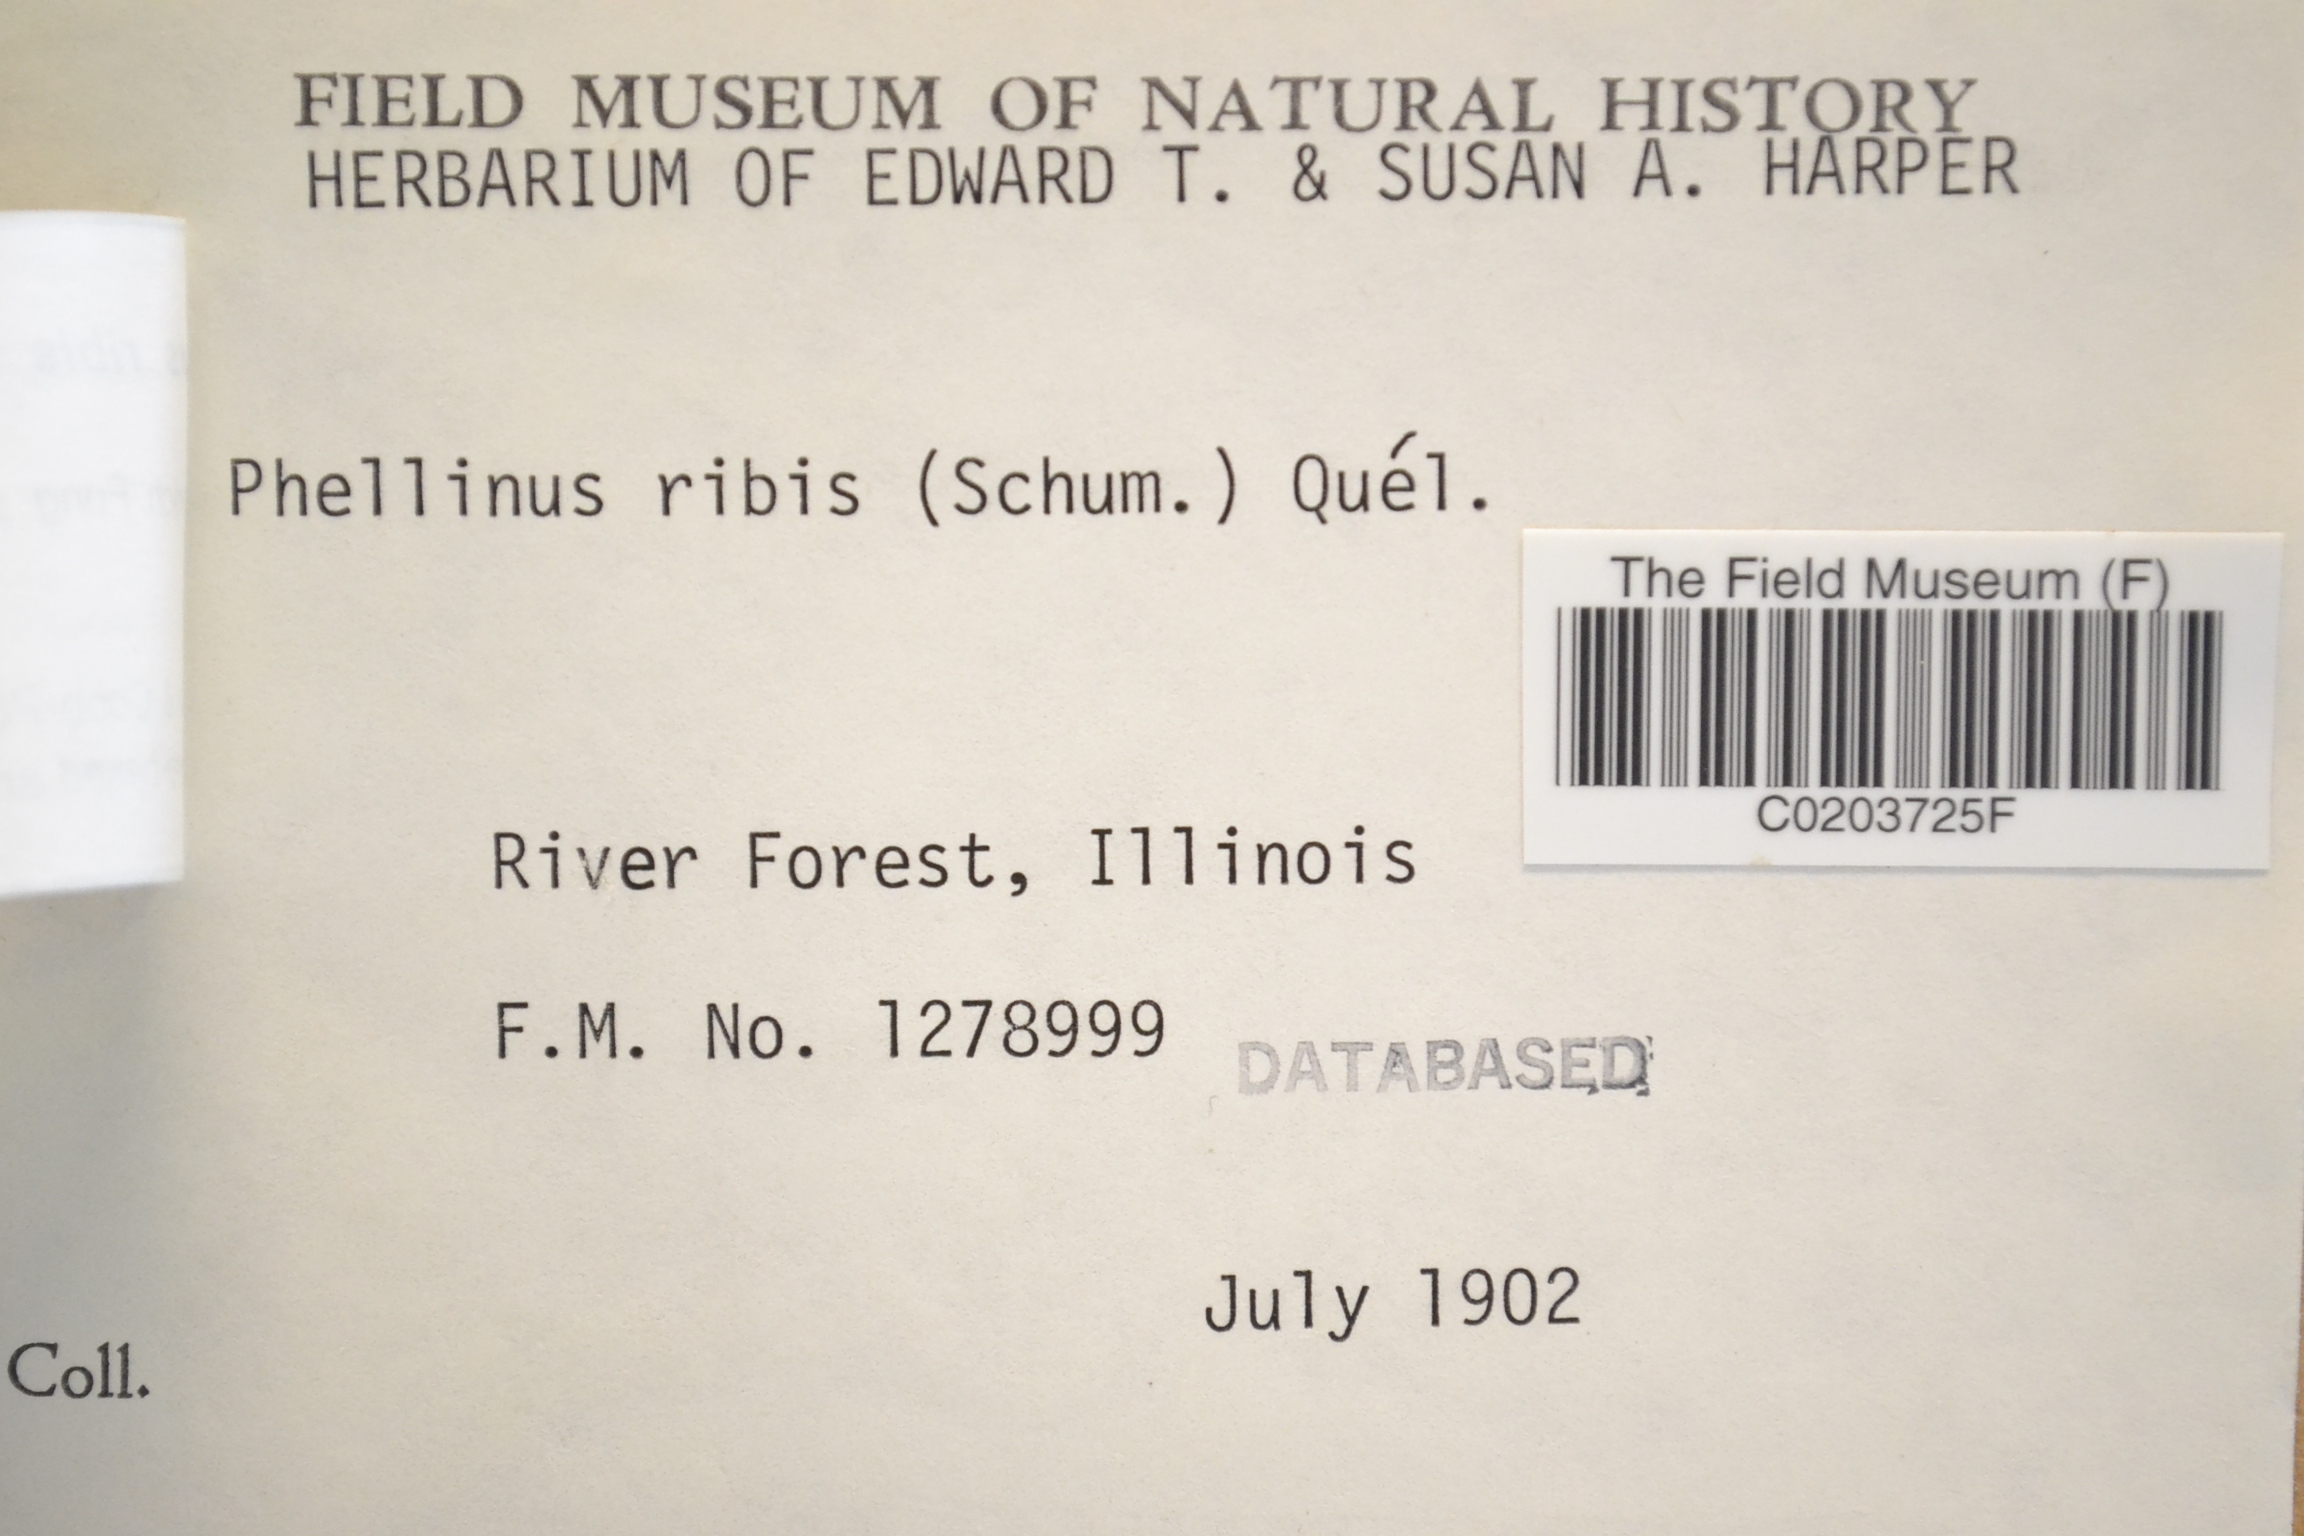 FIELD MUSEUM OF NATURAL HISTORY
HERBARIUM OF EDWARD T. & SUSAN A. HARPER
Phellinus ribis (Schum.) Quél.
The Field Museum (F)
C0203725F
River Forest, Illinois
F.M. No. 1278999
DATABASED
July 1902
Coll.